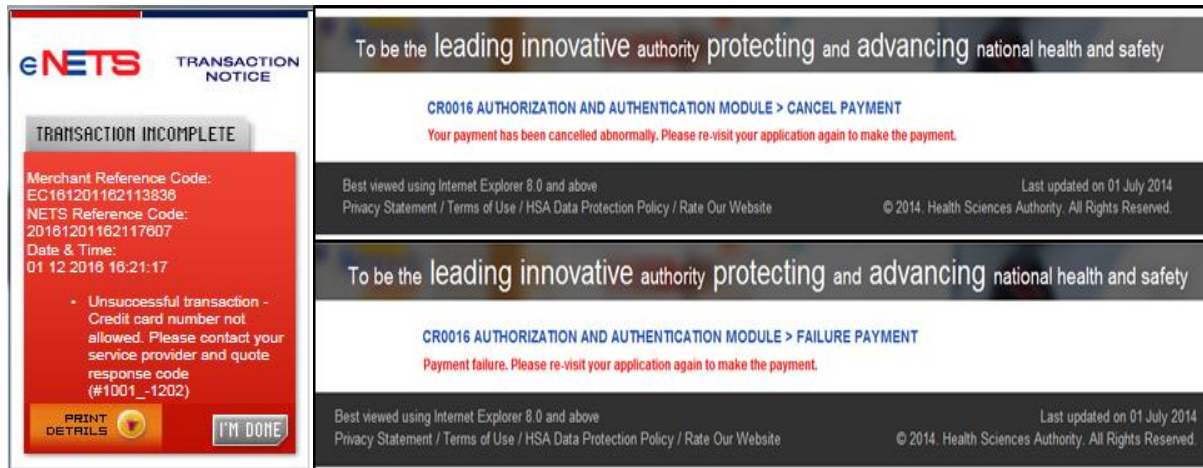 eNETS
TRANSACTION
NOTICE
TRANSACTION INCOMPLETE
Merchant Reference Code:
EC161201162113836
NETS Reference Code:
20161201162117607
Date & Time:
01 12 2016 16:21:17
• Unsuccessful transaction -
Credit card number not
allowed. Please contact your
service provider and quote
response code
(#1001_-1202)
PRINT
DETAILS
I'M DONE
To be the leading innovative authority protecting and advancing national health and safety
CR0016 AUTHORIZATION AND AUTHENTICATION MODULE > CANCEL PAYMENT
Your payment has been cancelled abnormally. Please re-visit your application again to make the payment.
Best viewed using Internet Explorer 8.0 and above
Last updated on 01 July 2014
Privacy Statement / Terms of Use / HSA Data Protection Policy / Rate Our Website
© 2014. Health Sciences Authority. All Rights Reserved.
To be the leading innovative authority protecting and advancing national health and safety
CR0016 AUTHORIZATION AND AUTHENTICATION MODULE > FAILURE PAYMENT
Payment failure. Please re-visit your application again to make the payment.
Best viewed using Internet Explorer 8.0 and above
Last updated on 01 July 2014
Privacy Statement / Terms of Use / HSA Data Protection Policy / Rate Our Website
© 2014. Health Sciences Authority. All Rights Reserved.